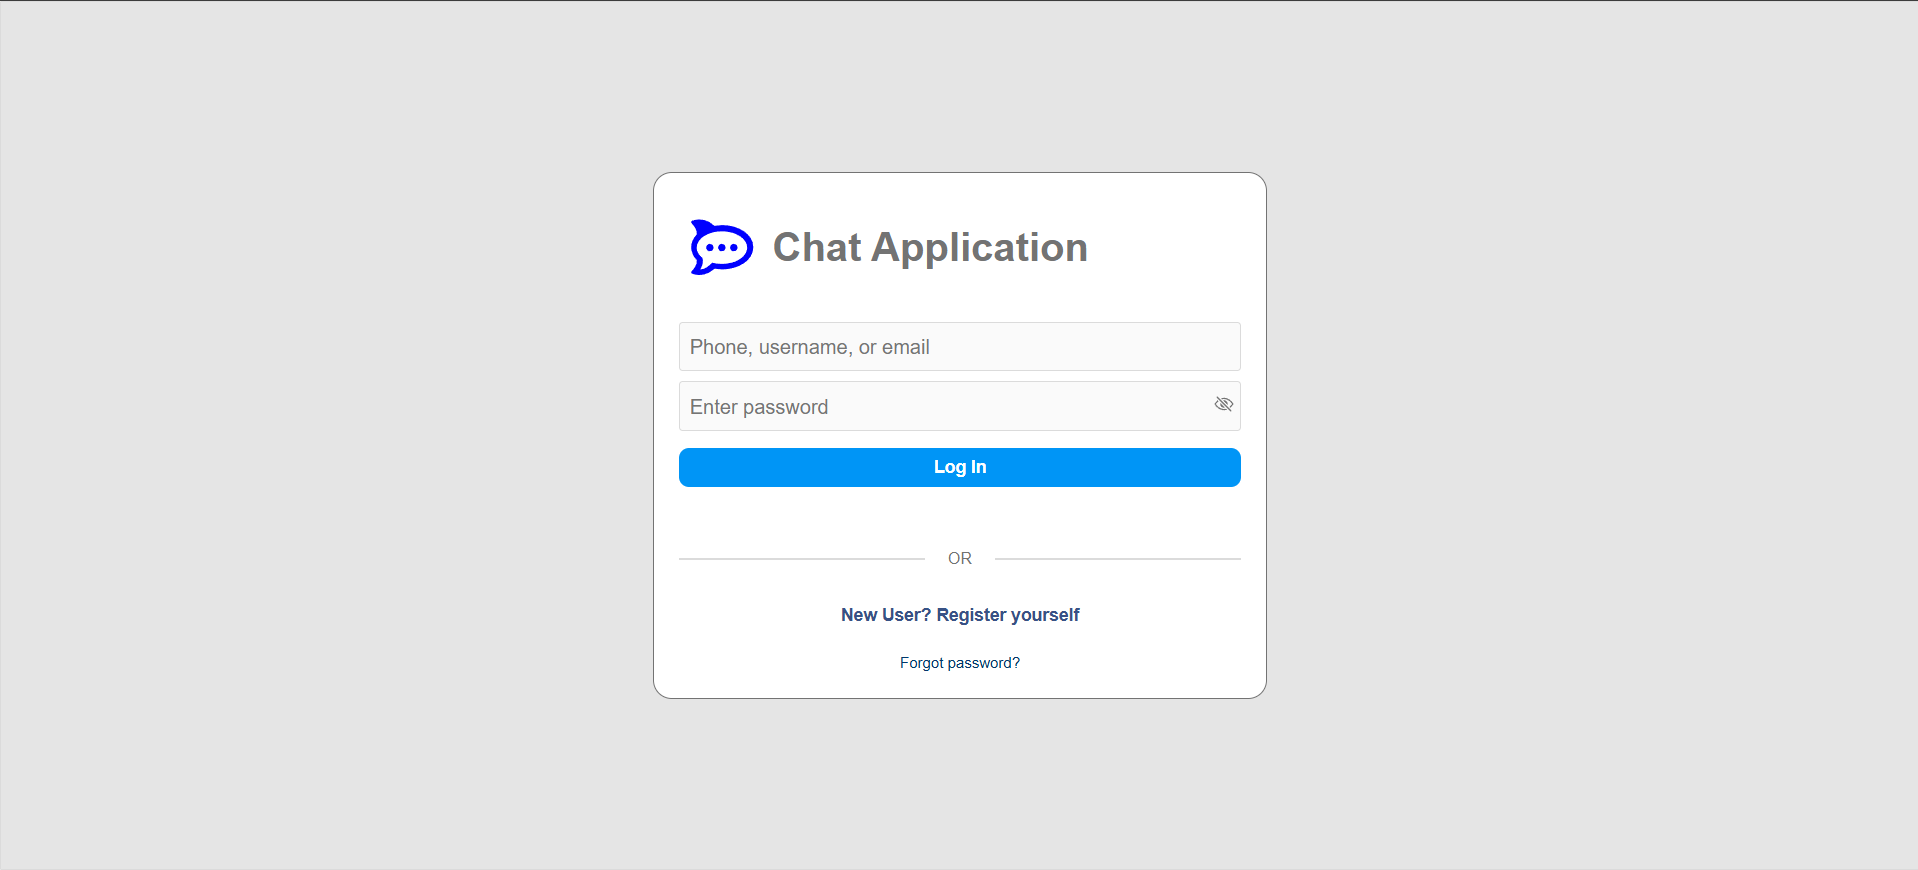 Chat Application
Phone, username, or email
Enter password
Log In
OR
New User? Register yourself
Forgot password?